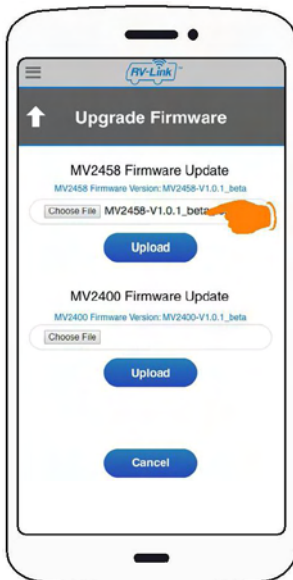 RV-Link™
Upgrade Firmware
MV2458 Firmware Update
MV2458 Firmware Version: MV2458-V1.0.1_beta
Choose File MV2458-V1.0.1_beta
Upload
MV2400 Firmware Update
MV2400 Firmware Version: MV2400-V1.0.1_beta
Choose File
Upload
Cancel